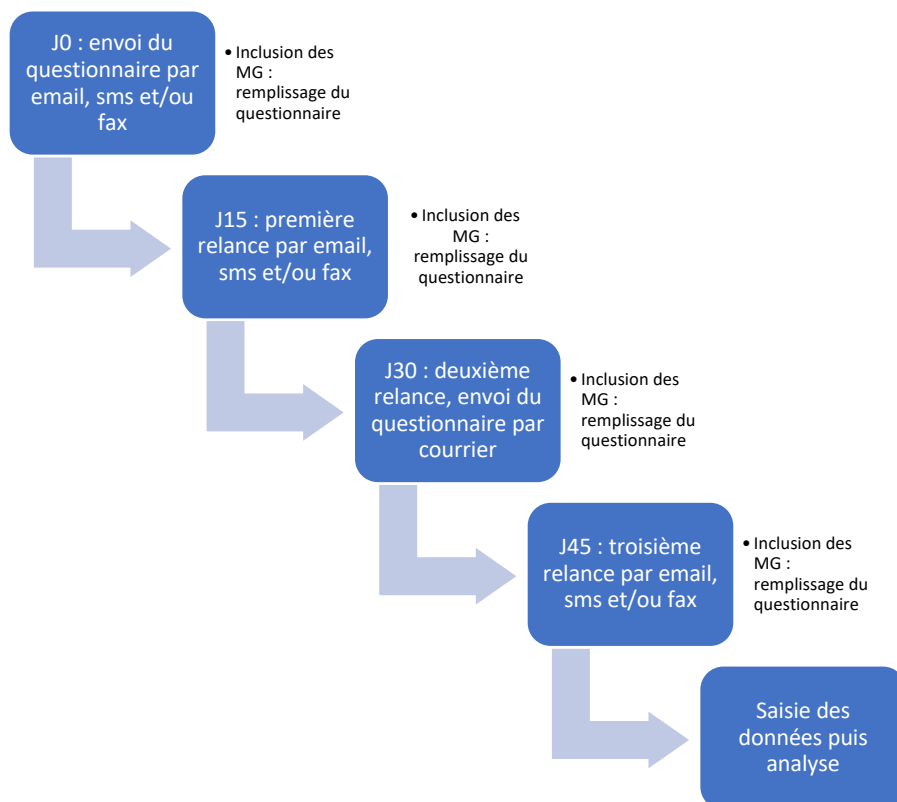 J0 : envoi du
questionnaire par
email, sms et/ou
fax
• Inclusion des
MG :
remplissage du
questionnaire
J15 : première
relance par email,
sms et/ou fax
• Inclusion des
MG :
remplissage du
questionnaire
J30 : deuxième
relance, envoi du
questionnaire par
courrier
• Inclusion des
MG :
remplissage du
questionnaire
J45 : troisième
relance par email,
sms et/ou fax
• Inclusion des
MG :
remplissage du
questionnaire
Saisie des
données puis
analyse